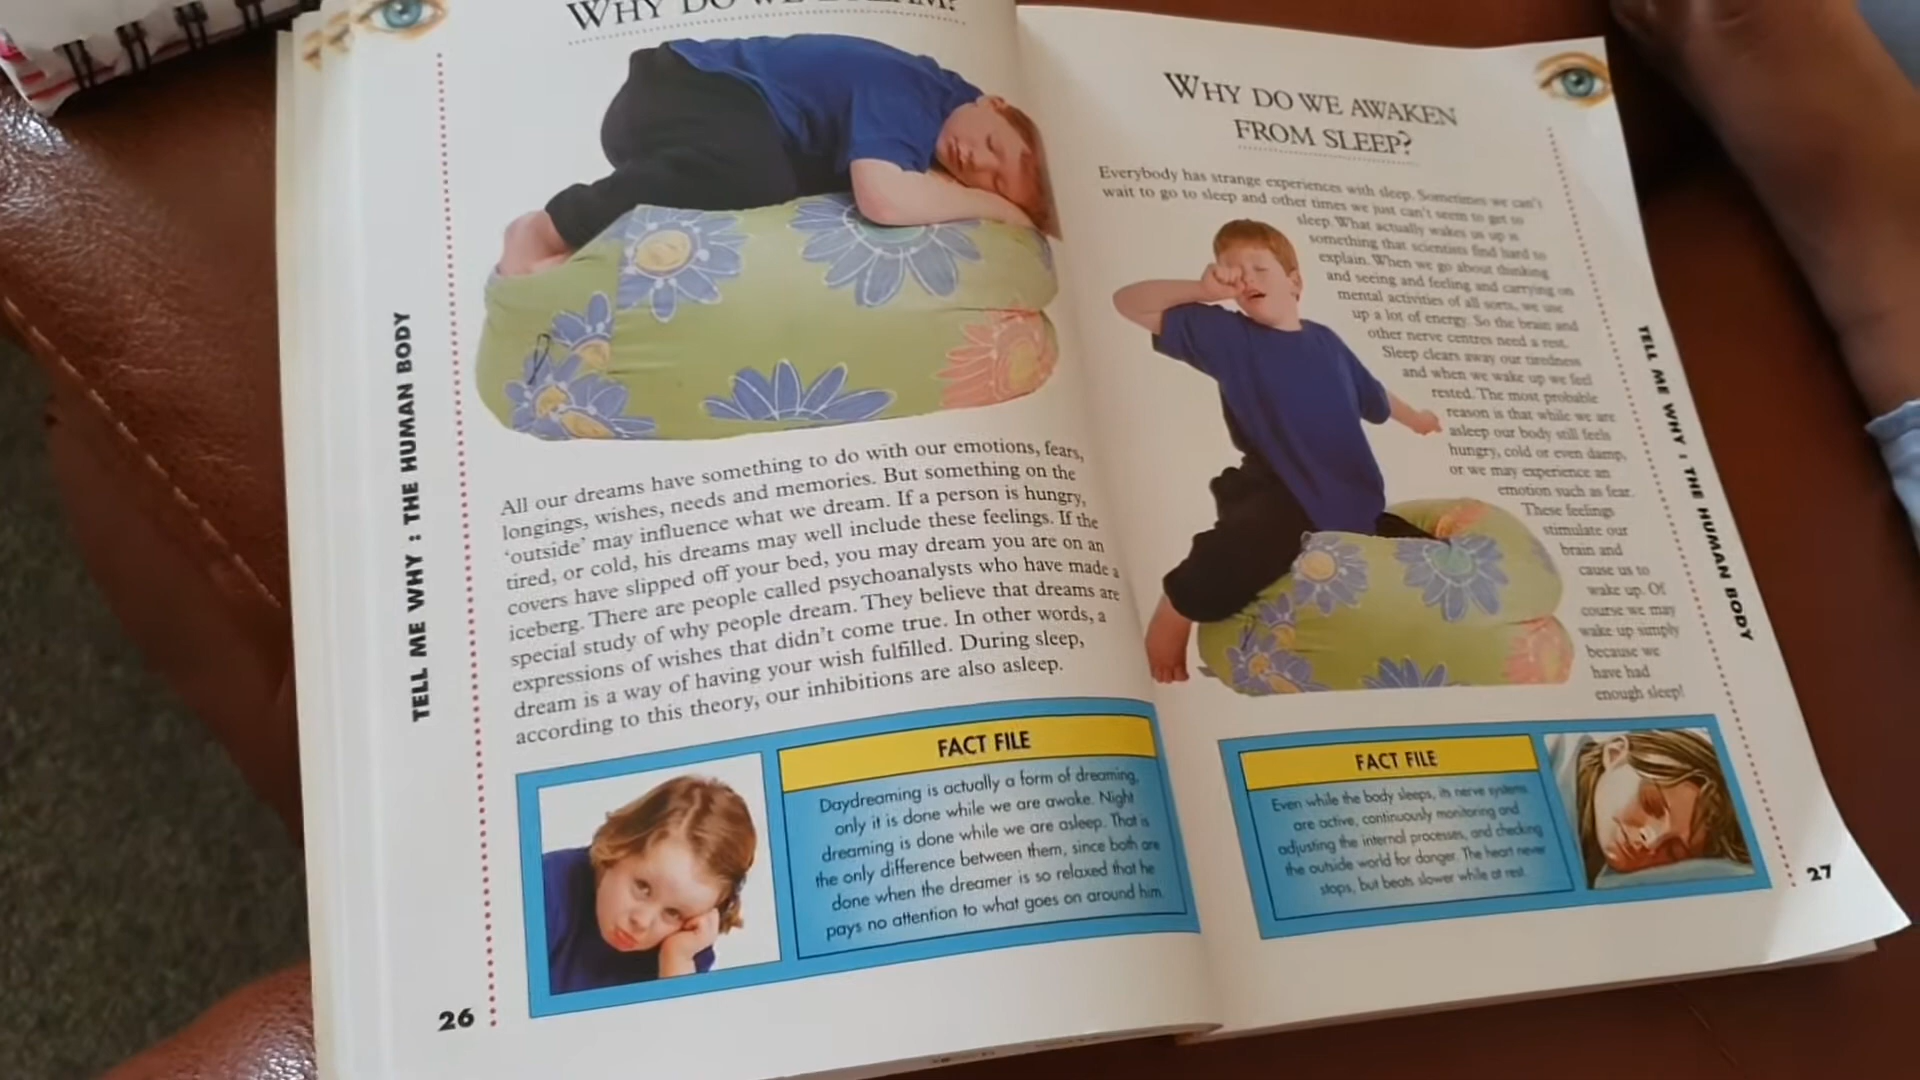 WHY DO WE DREAM?
All our dreams have something to do with our emotions, fears,
longings, wishes, needs and memories. But something on the
‘outside’ may influence what we dream. If a person is hungry,
tired, or cold, his dreams may well include these feelings. If the
covers have slipped off your bed, you may dream you are on an
iceberg. There are people called psychoanalysts who have made a
special study of why people dream. They believe that dreams are
expressions of wishes that didn’t come true. In other words, a
dream is a way of having your wish fulfilled. During sleep,
according to this theory, our inhibitions are also asleep.
FACT FILE
Daydreaming is actually a form of dreaming,
only it is done while we are awake. Night
dreaming is done while we are asleep. That is
the only difference between them, since both are
done when the dreamer is so relaxed that he
pays no attention to what goes on around him.
TELL ME WHY : THE HUMAN BODY
26
WHY DO WE AWAKEN
FROM SLEEP?
Everybody has strange experiences with sleep. Sometimes we can’t
wait to go to sleep and other times we just can’t seem to get to
sleep. What actually wakes us up is
something that scientists find hard to
explain. When we go about thinking
and seeing and feeling and carrying on
mental activities of all sorts, we use
up a lot of energy. So the brain and
other nerve centres need a rest.
Sleep clears away our tiredness
and when we wake up we feel
rested. The most probable
reason is that while we are
asleep our body still feels
hungry, cold or even damp,
or we may experience an
emotion such as fear.
These feelings
stimulate our
brain and
cause us to
wake up. Of
course we may
wake up simply
because we
have had
enough sleep!
FACT FILE
Even while the body sleeps, its nerve systems
are active, continuously monitoring and
adjusting the internal processes, and checking
the outside world for danger. The heart never
stops, but beats slower while at rest.
TELL ME WHY : THE HUMAN BODY
27